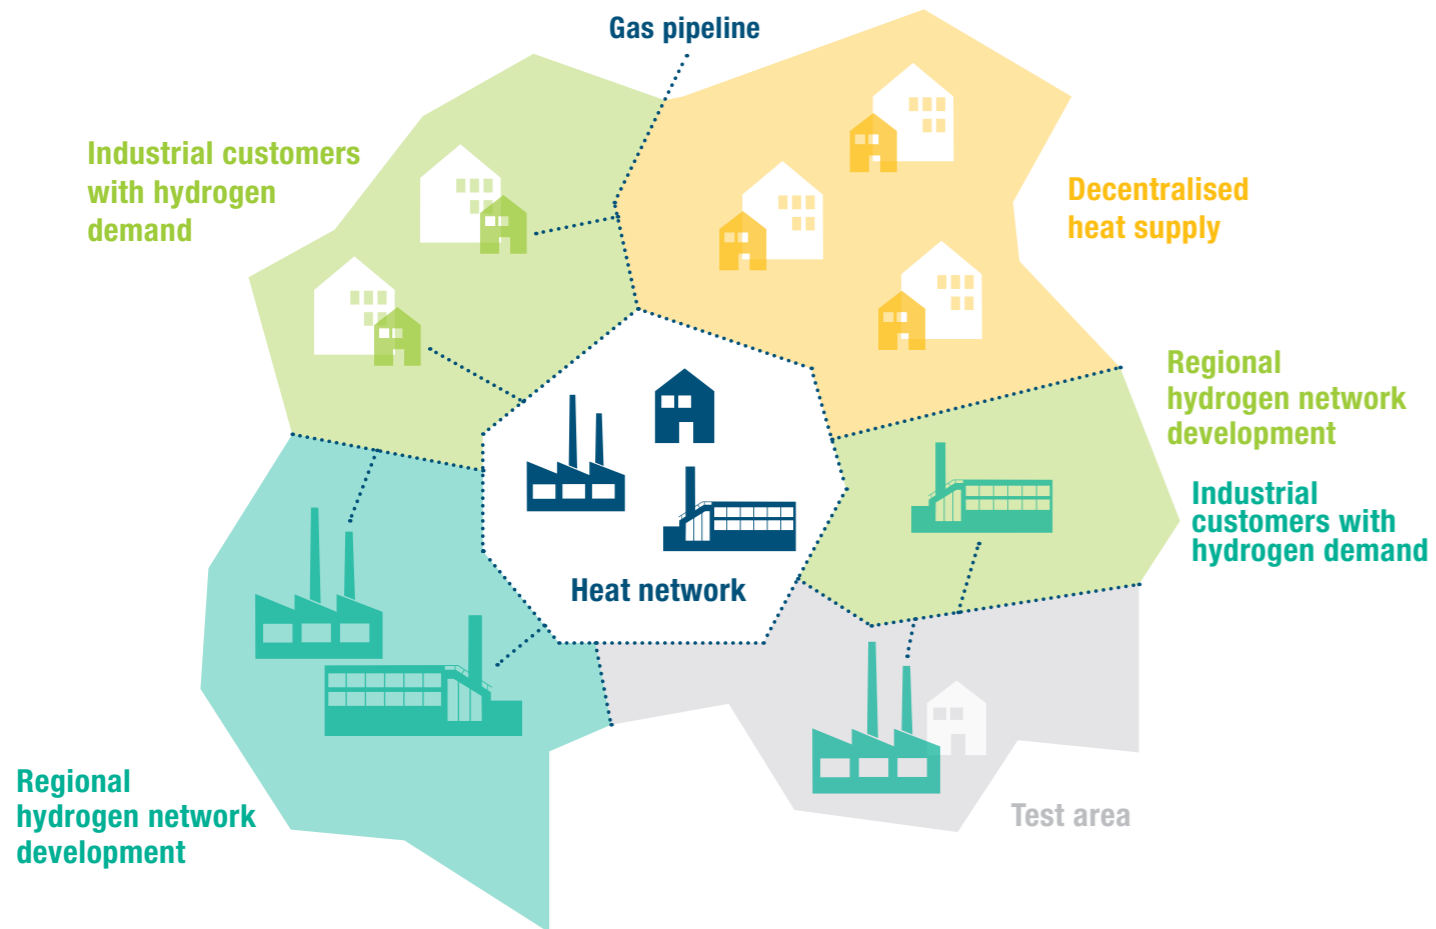 Gas pipeline
Industrial customers
with hydrogen
demand
Decentralised
heat supply
Regional
hydrogen network
development
Industrial
customers with
hydrogen demand
Heat network
Regional
hydrogen network
development
Test area